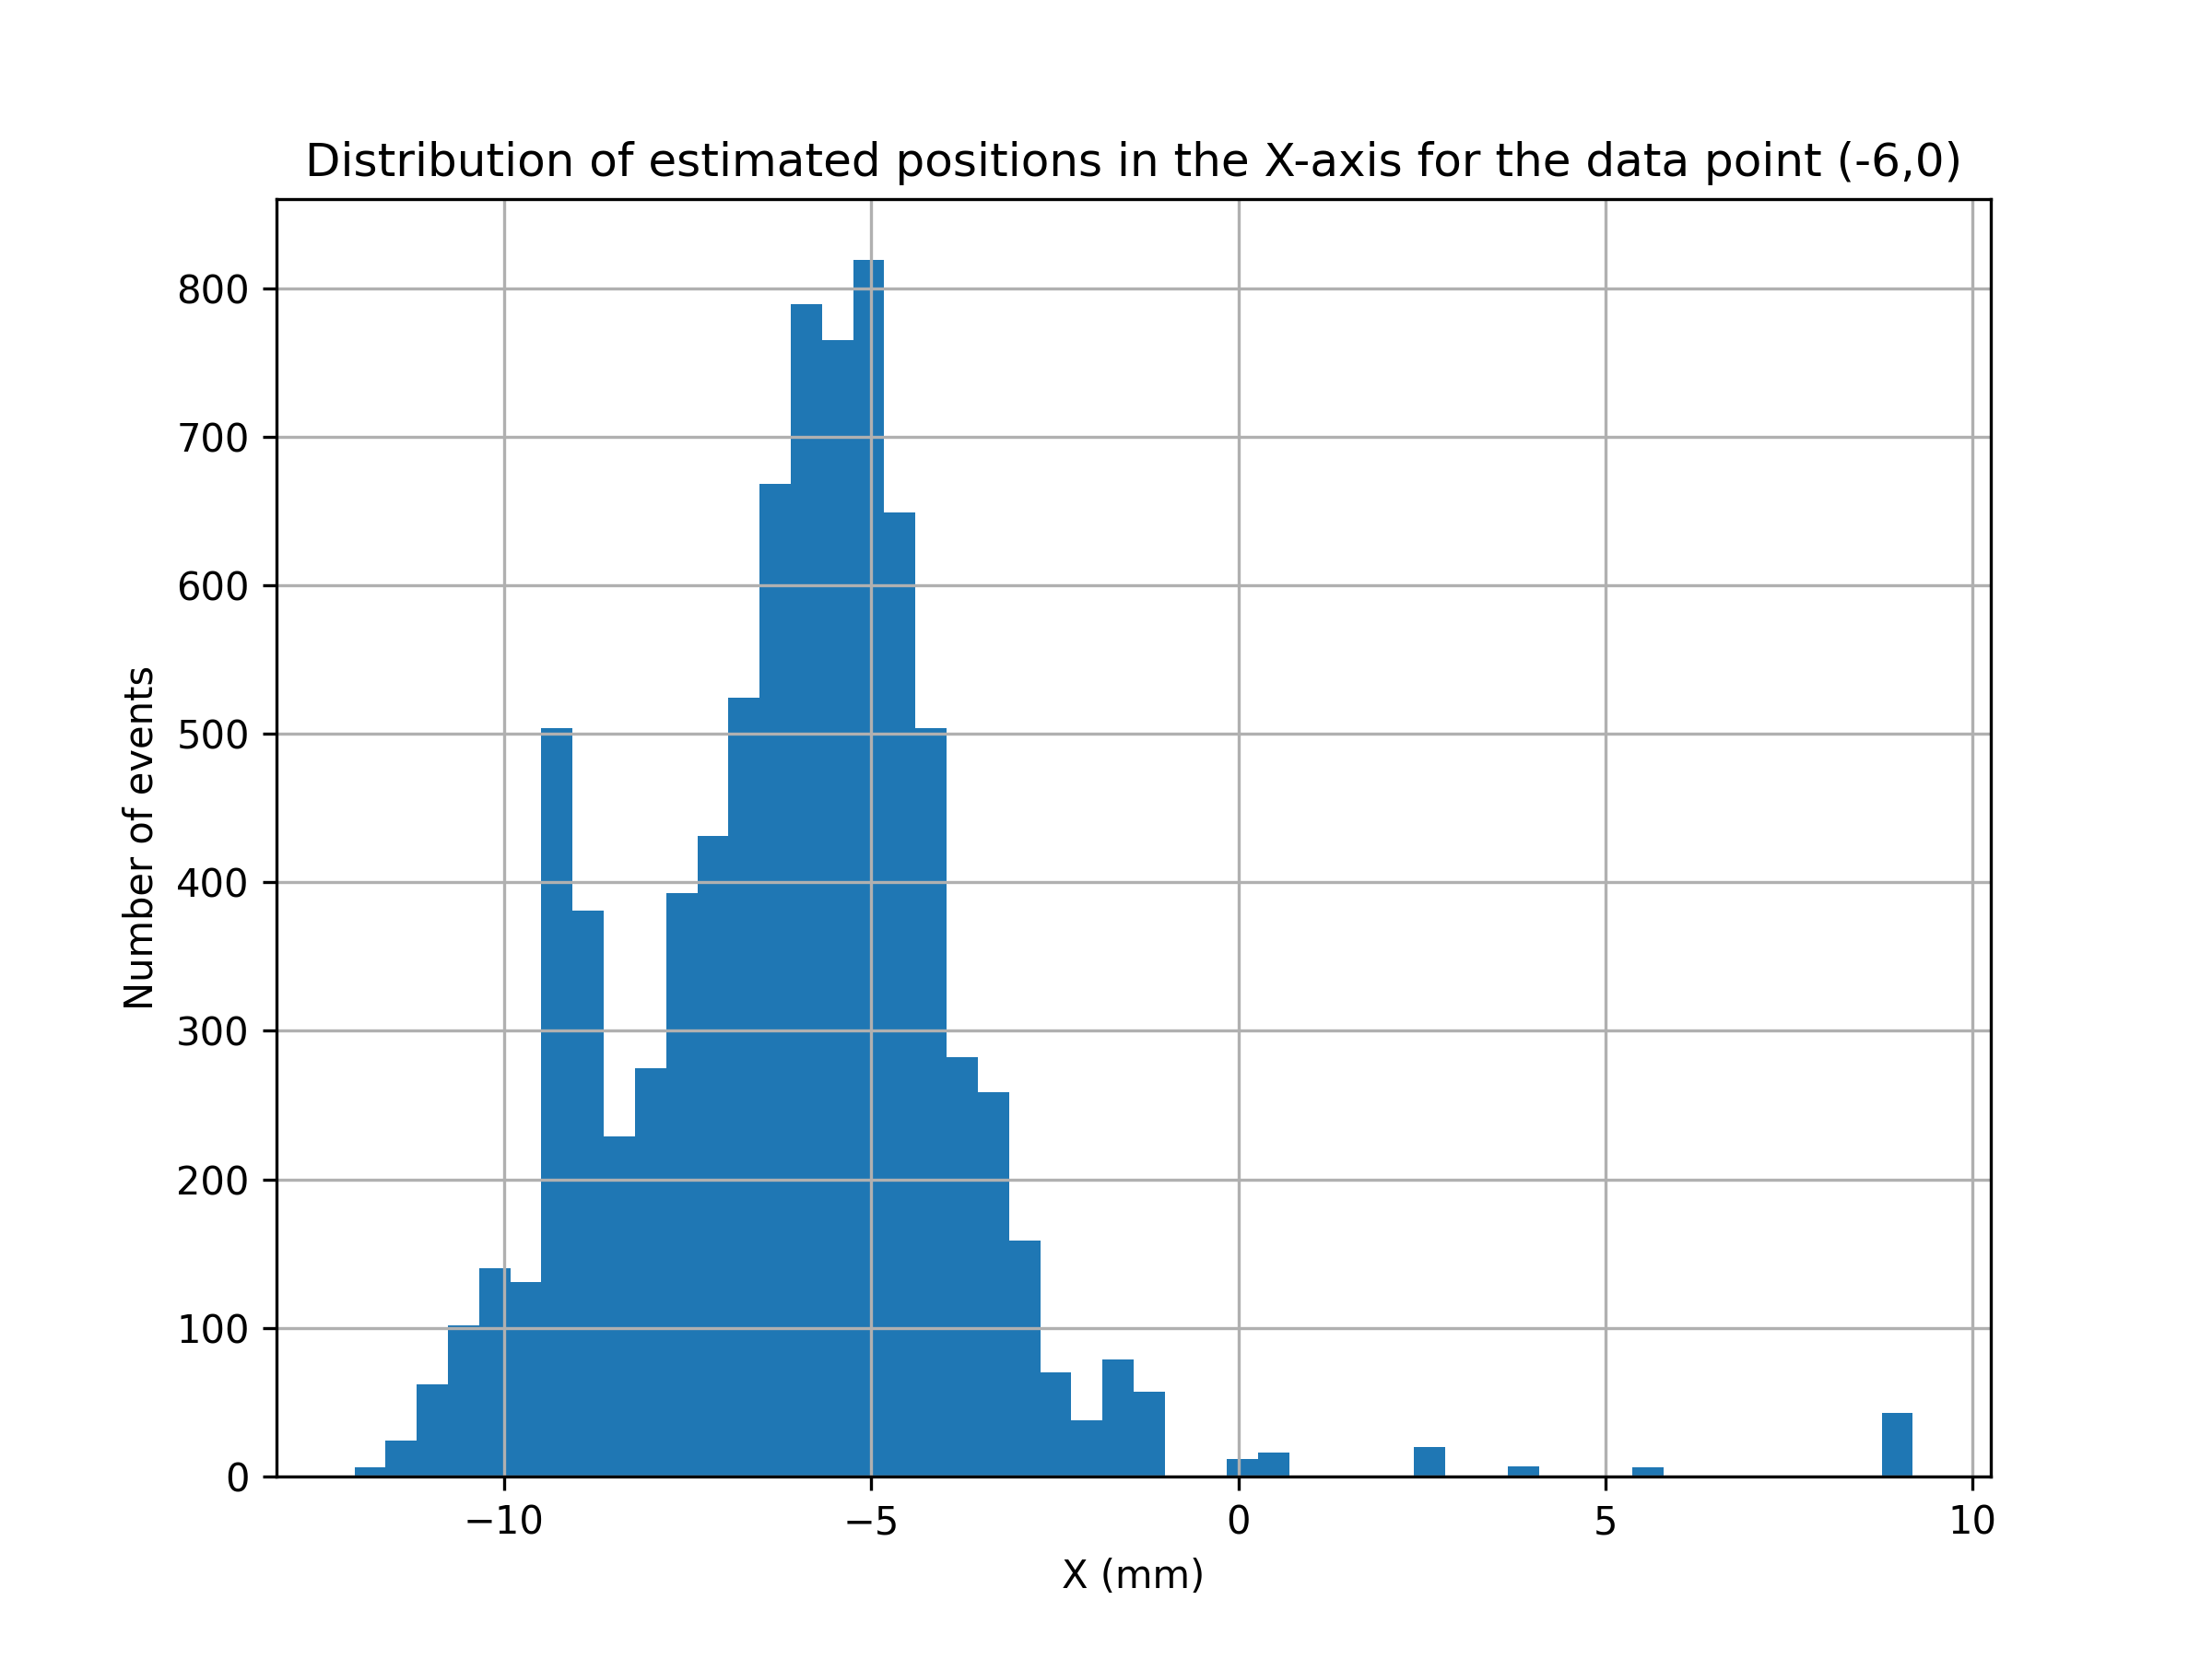 Distribution of estimated positions in the X-axis for the data point (-6,0)
800
700
600
500
400
300
200
100
0
Number of events
−10 −5 0 5 10
X (mm)